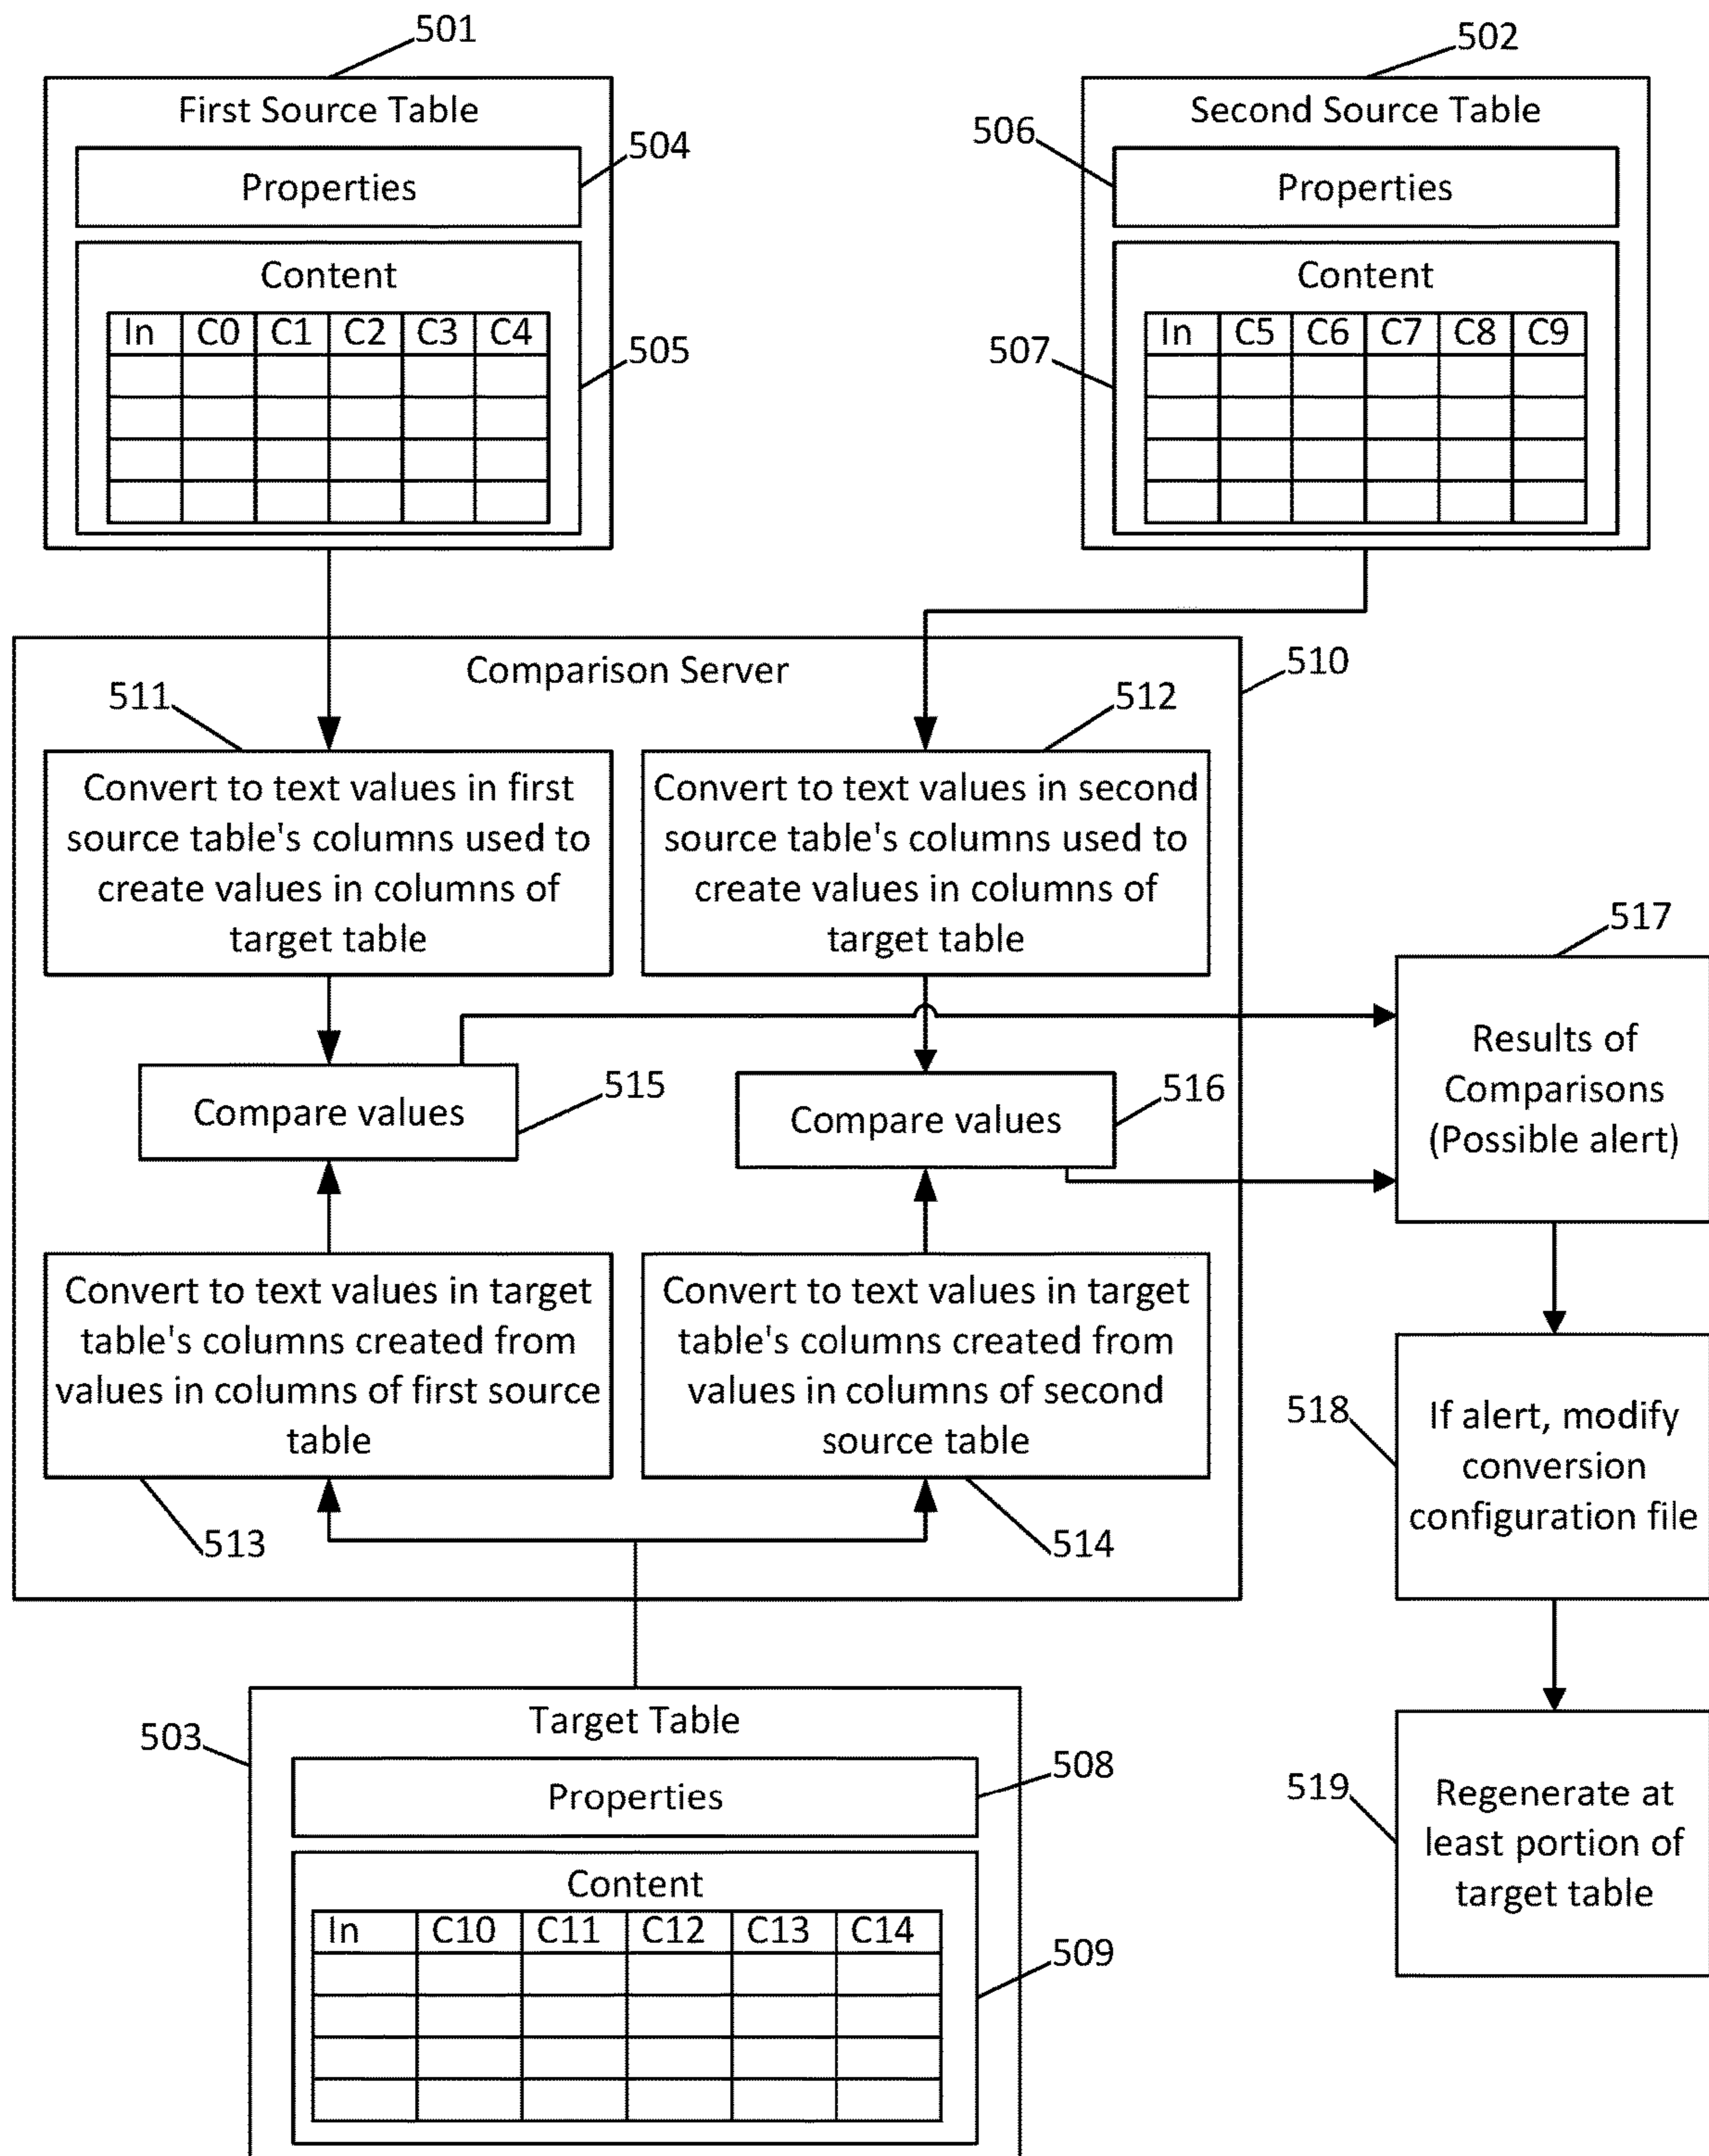 501
First Source Table
504
Properties
Content
In C0 C1 C2 C3 C4
505
502
Second Source Table
506
Properties
Content
In C5 C6 C7 C8 C9
507
Comparison Server
510
511
Convert to text values in first
source table's columns used to
create values in columns of
target table
512
Convert to text values in second
source table's columns used to
create values in columns of
target table
Compare values
515
Compare values
516
Convert to text values in target
table's columns created from
values in columns of first source
table
513
Convert to text values in target
table's columns created from
values in columns of second
source table
514
517
Results of
Comparisons
(Possible alert)
518
If alert, modify
conversion
configuration file
519
Regenerate at
least portion of
target table
503
Target Table
508
Properties
Content
In C10 C11 C12 C13 C14
509